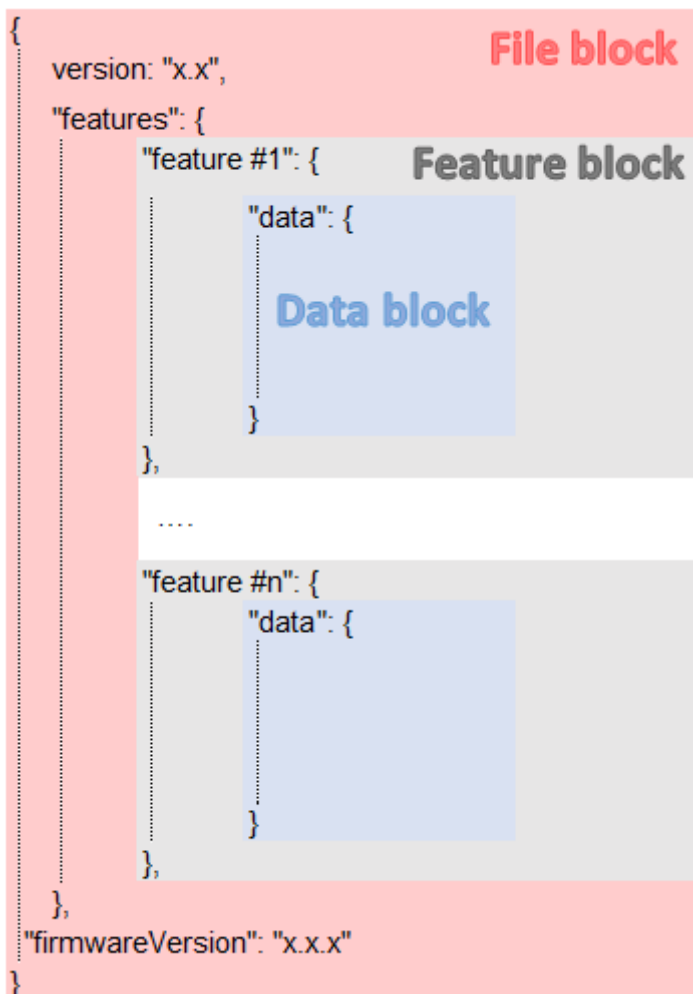 {
File block
version: "x.x",
"features": {
"feature #1": {
Feature block
"data": {
Data block
}
},
....
"feature #n": {
"data": {
}
},
},
"firmwareVersion": "x.x.x"
}